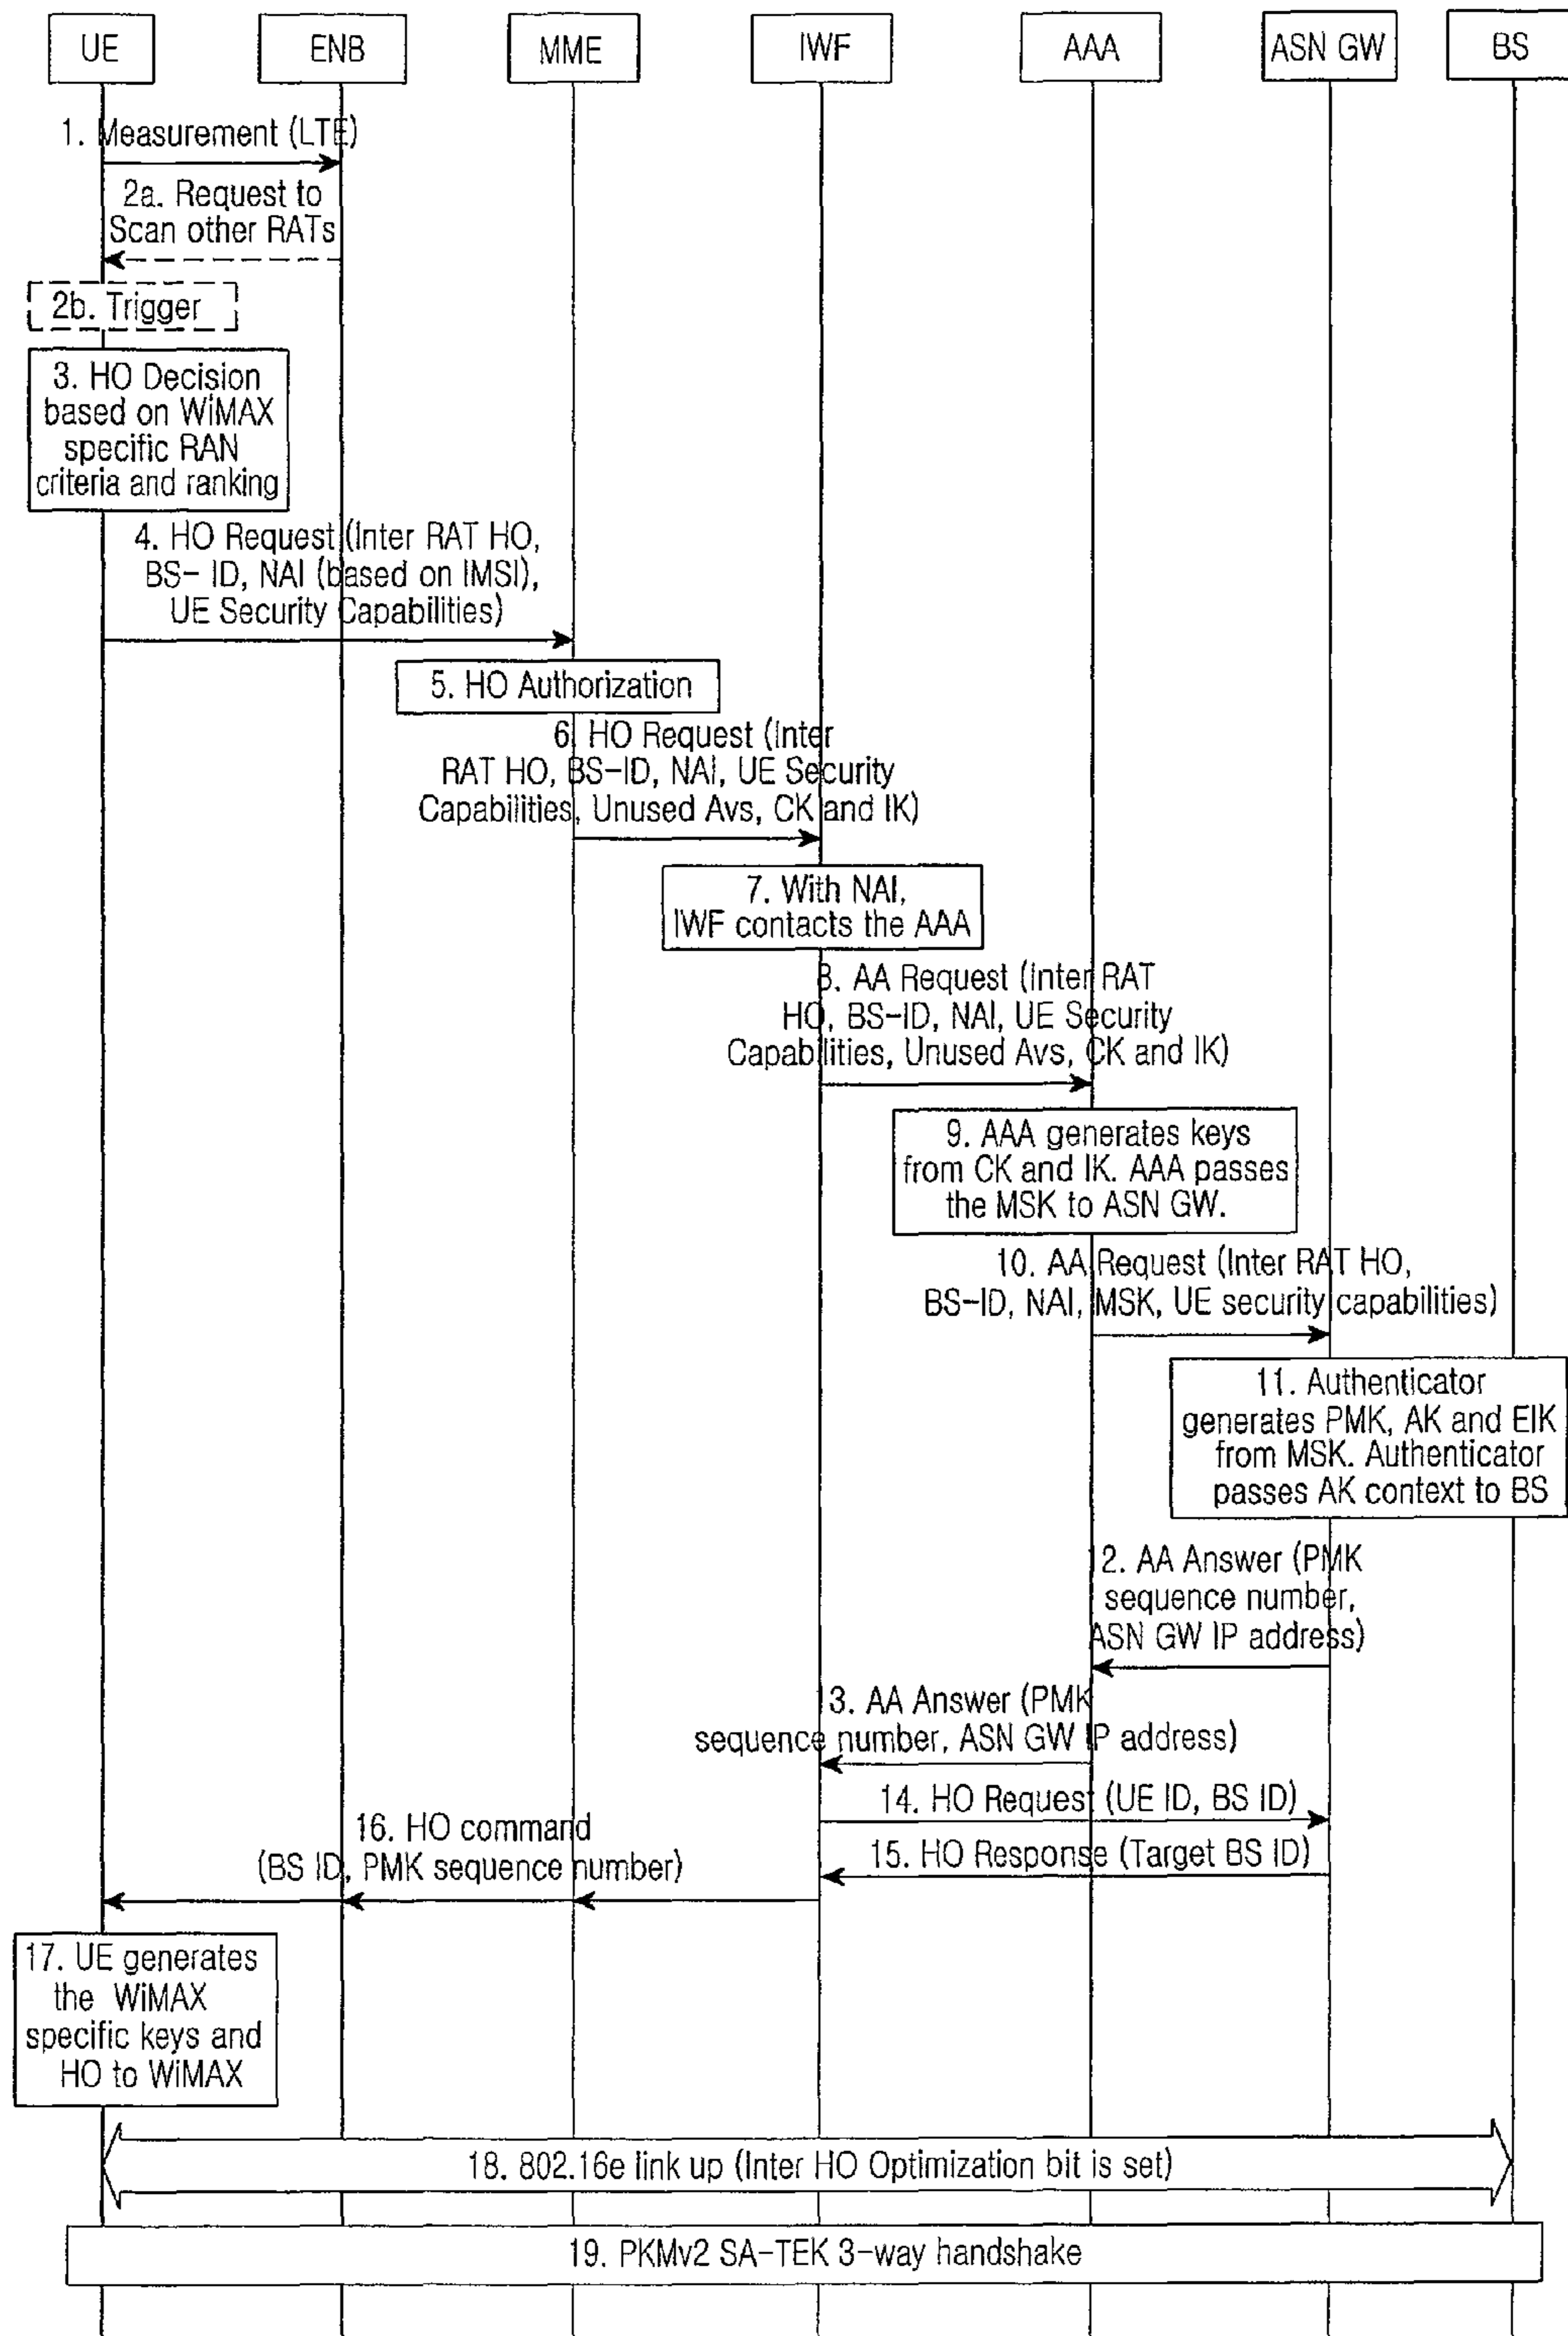 UE
ENB
MME
IWF
AAA
ASN GW
BS
1. Measurement (LTE)
2a. Request to
Scan other RATs
2b. Trigger
3. HO Decision
based on WiMAX
specific RAN
criteria and ranking
4. HO Request (Inter RAT HO,
BS- ID, NAI (based on IMSI),
UE Security Capabilities)
5. HO Authorization
6. HO Request (Inter
RAT HO, BS-ID, NAI, UE Security
Capabilities, Unused Avs, CK and IK)
7. With NAI,
IWF contacts the AAA
8. AA Request (Inter RAT
HO, BS-ID, NAI, UE Security
Capabilities, Unused Avs, CK and IK)
9. AAA generates keys
from CK and IK. AAA passes
the MSK to ASN GW.
10. AA Request (Inter RAT HO,
BS-ID, NAI, MSK, UE security capabilities)
11. Authenticator
generates PMK, AK and EIK
from MSK. Authenticator
passes AK context to BS
12. AA Answer (PMK
sequence number,
ASN GW IP address)
13. AA Answer (PMK
sequence number, ASN GW IP address)
14. HO Request (UE ID, BS ID)
15. HO Response (Target BS ID)
16. HO command
(BS ID, PMK sequence number)
17. UE generates
the WiMAX
specific keys and
HO to WiMAX
18. 802.16e link up (Inter HO Optimization bit is set)
19. PKMv2 SA-TEK 3-way handshake